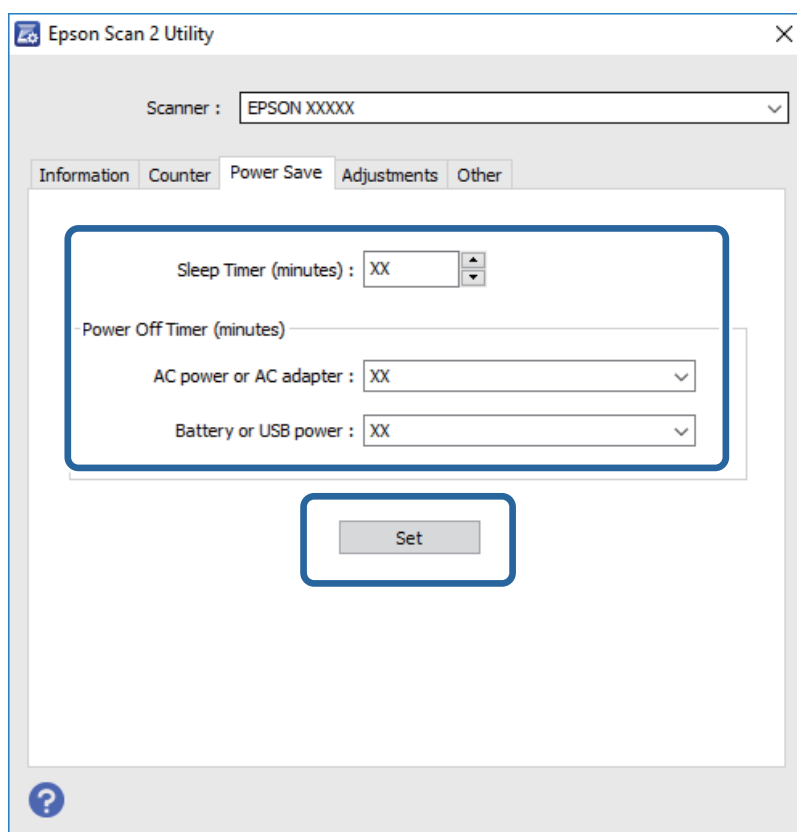 Epson Scan 2 Utility
Scanner : EPSON XXXXX
Information Counter Power Save Adjustments Other
Sleep Timer (minutes) : XX
Power Off Timer (minutes)
AC power or AC adapter : XX
Battery or USB power : XX
Set
?